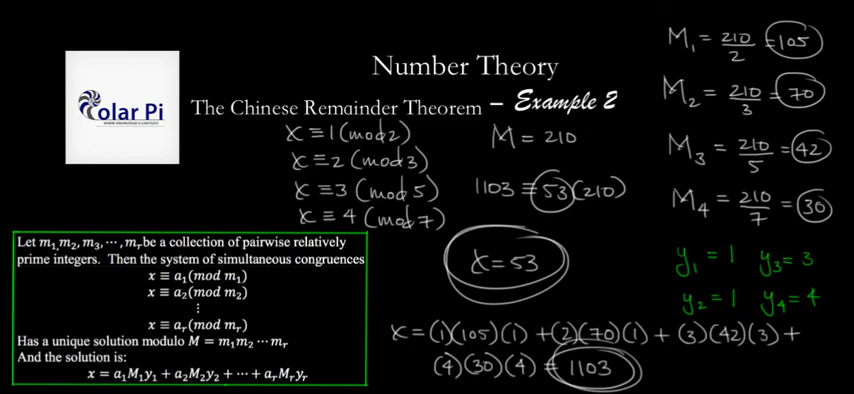 Number Theory
The Chinese Remainder Theorem – Example 2
olar Pi
WHERE KNOWLEDGE IS LIMITLESS
x ≡ 1 (mod 2)
x ≡ 2 (mod 3)
x ≡ 3 (mod 5)
x ≡ 4 (mod 7)
M = 210
1103 ≡ 53 (210)
x = 53
M₁ = 210/2 = 105
M₂ = 210/3 = 70
M₃ = 210/5 = 42
M₄ = 210/7 = 30
y₁ = 1 y₃ = 3
y₂ = 1 y₄ = 4
Let m₁,m₂, m₃, ⋯, mᵣ be a collection of pairwise relatively
prime integers. Then the system of simultaneous congruences
x ≡ a₁(mod m₁)
x ≡ a₂(mod m₂)
⋮
x ≡ aᵣ(mod mᵣ)
Has a unique solution modulo M = m₁m₂ ⋯ mᵣ
And the solution is:
x = a₁M₁y₁ + a₂M₂y₂ + ⋯ + aᵣMᵣyᵣ
x = (1)(105)(1) + (2)(70)(1) + (3)(42)(3) +
(4)(30)(4) = 1103